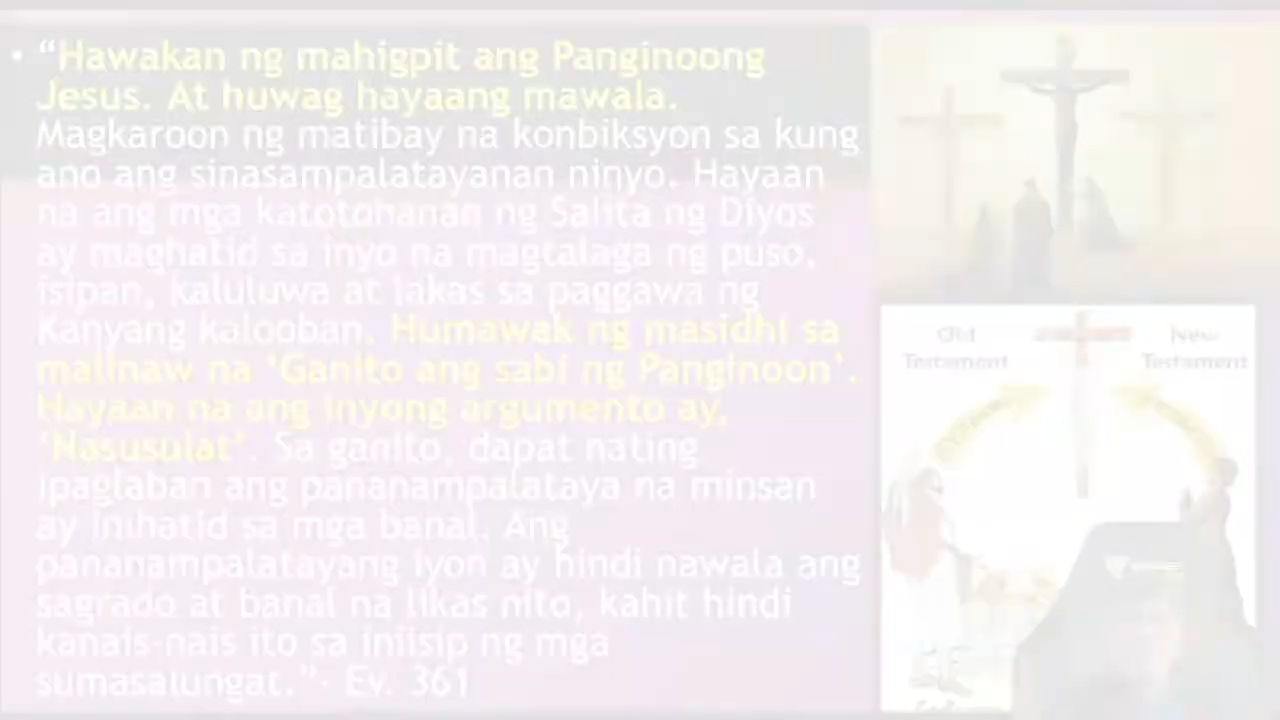 • “Hawakan ng mahigpit ang Panginoong
Jesus. At huwag hayaang mawala.
Magkaroon ng matibay na konbiksyon sa kung
ano ang sinasampalatayanan ninyo. Hayaan
na ang mga katotohanan ng Salita ng Diyos
ay maghatid sa inyo na magtalaga ng puso,
isipan, kaluluwa at lakas sa paggawa ng
Kanyang kalooban. Humawak ng masidhi sa
malinaw na ‘Ganito ang sabi ng Panginoon’.
Hayaan na ang inyong argumento ay,
‘Nasusulat’. Sa ganito, dapat nating
ipaglaban ang pananampalataya na minsan
ay inihatid sa mga banal. Ang
pananampalatayang iyon ay hindi nawala ang
sagrado at banal na likas nito, kahit hindi
kanais-nais ito sa iniisip ng mga
sumasalungat.”- Ev. 361
Old
Testament
New
Testament